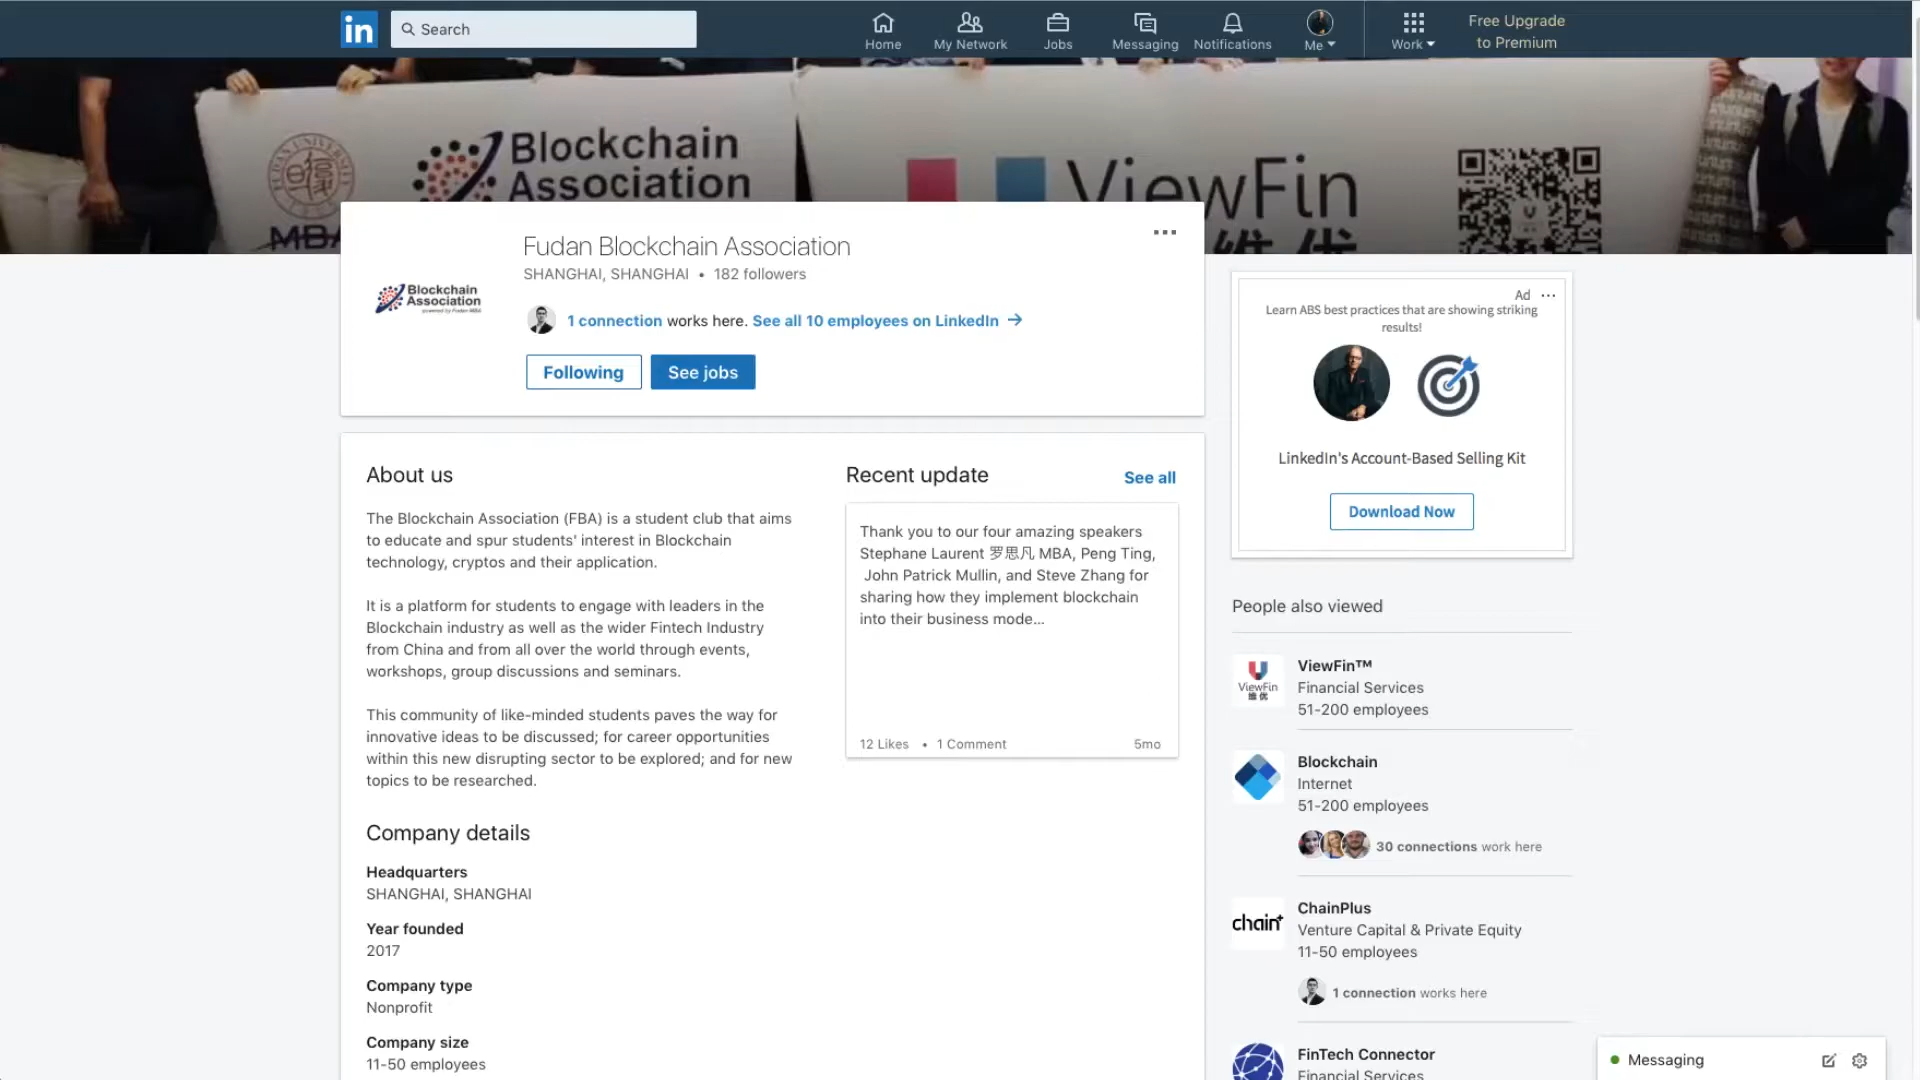 in
Search
Home
My Network
Jobs
Messaging
Notifications
Me
Work
Free Upgrade
to Premium
Blockchain
Association
ViewFin
Fudan Blockchain Association
SHANGHAI, SHANGHAI • 182 followers
Blockchain
Association
powered by Fudan MBA
1 connection works here. See all 10 employees on LinkedIn →
Following
See jobs
About us
The Blockchain Association (FBA) is a student club that aims
to educate and spur students' interest in Blockchain
technology, cryptos and their application.
It is a platform for students to engage with leaders in the
Blockchain industry as well as the wider Fintech Industry
from China and from all over the world through events,
workshops, group discussions and seminars.
This community of like-minded students paves the way for
innovative ideas to be discussed; for career opportunities
within this new disrupting sector to be explored; and for new
topics to be researched.
Company details
Headquarters
SHANGHAI, SHANGHAI
Year founded
2017
Company type
Nonprofit
Company size
11-50 employees
Recent update
See all
Thank you to our four amazing speakers
Stephane Laurent 罗思凡 MBA, Peng Ting,
John Patrick Mullin, and Steve Zhang for
sharing how they implement blockchain
into their business mode...
12 Likes • 1 Comment
5mo
Ad
Learn ABS best practices that are showing striking
results!
LinkedIn's Account-Based Selling Kit
Download Now
People also viewed
ViewFin
维优
ViewFin™
Financial Services
51-200 employees
Blockchain
Internet
51-200 employees
30 connections work here
chain+
ChainPlus
Venture Capital & Private Equity
11-50 employees
1 connection works here
FinTech Connector
Financial Services
Messaging